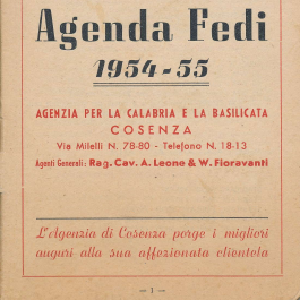 Agenda Fedi
1954-55
AGENZIA PER LA CALABRIA E LA BASILICATA
COSENZA
Via Milelli N. 78-80 - Telefono N. 18-13
Agenti Generali: Rag. Cav. A. Leone & W. Fioravanti
L'Agenzia di Cosenza porge i migliori
auguri alla sua affezionata clientela
— 1 —